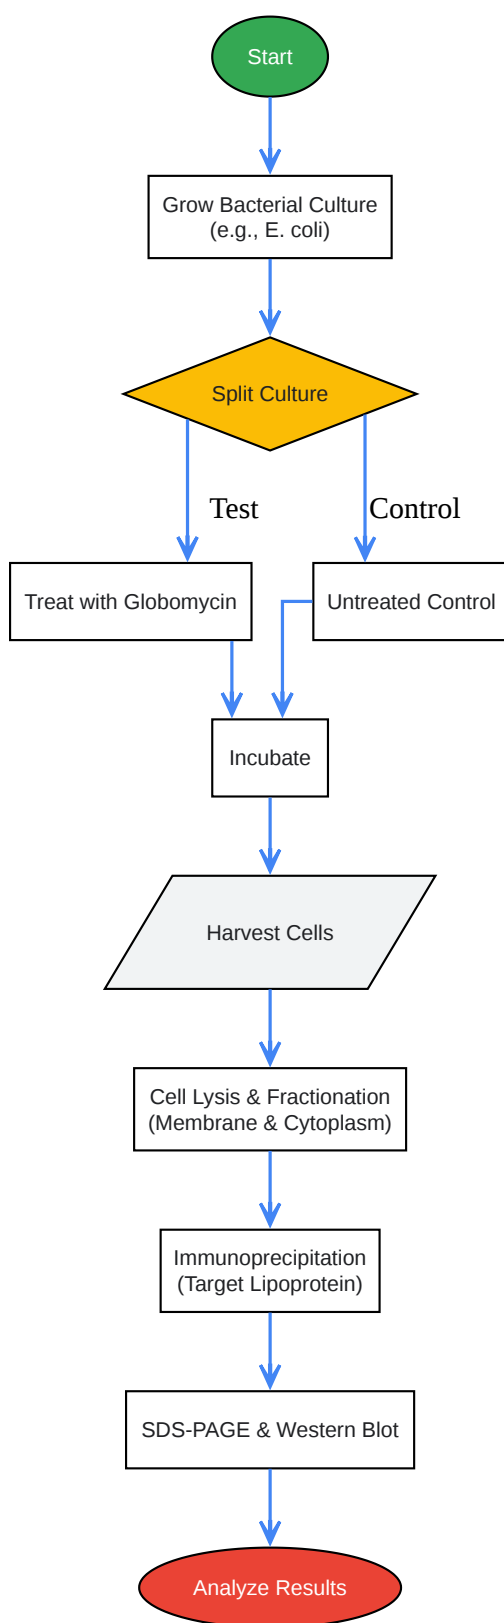 Start
Grow Bacterial Culture
(e.g., E. coli)
Split Culture
Test
Control
Treat with Globomycin
Untreated Control
Incubate
Harvest Cells
Cell Lysis & Fractionation
(Membrane & Cytoplasm)
Immunoprecipitation
(Target Lipoprotein)
SDS-PAGE & Western Blot
Analyze Results